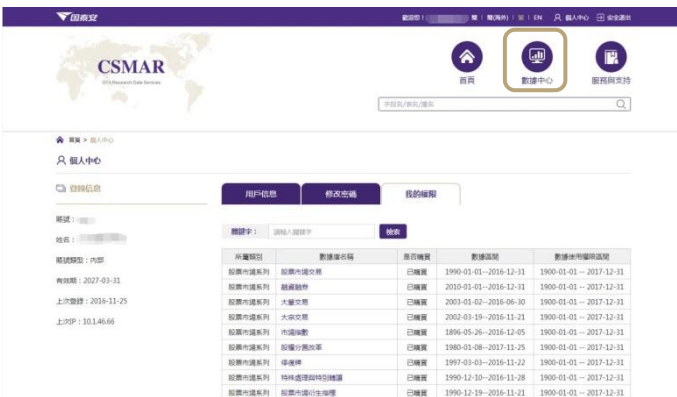 国泰安
歡迎您！ 簡 | 簡(海外) | 繁 | EN 個人中心 安全退出
CSMAR
首頁 數據中心 服務與支持
首頁 > 個人中心
個人中心
登錄信息
用戶信息 修改密碼 我的權限
賬號：
關鍵字： 請輸入關鍵字 檢索
姓名：
賬號類型：内部
有效期：2027-03-31
上次登錄：2016-11-25
上次IP：10.1.46.66
所屬類別 數據庫名稱 是否購買 數據區間 數據使用權限區間
股票市場系列 股票市場交易 已購買 1990-01-01--2016-12-31 1900-01-01 -- 2017-12-31
股票市場系列 融資融券 已購買 2010-01-01--2016-12-31 1900-01-01 -- 2017-12-31
股票市場系列 大筆交易 已購買 2003-01-02--2016-06-30 1900-01-01 -- 2017-12-31
股票市場系列 大宗交易 已購買 2002-03-19--2016-11-21 1900-01-01 -- 2017-12-31
股票市場系列 市場指數 已購買 1896-05-26--2016-12-05 1900-01-01 -- 2017-12-31
股票市場系列 股權分置改革 已購買 1980-01-08--2017-11-25 1900-01-01 -- 2017-12-31
股票市場系列 停復牌 已購買 1997-03-03--2016-11-22 1900-01-01 -- 2017-12-31
股票市場系列 特殊處理與特別轉讓 已購買 1990-12-10--2016-11-28 1900-01-01 -- 2017-12-31
股票市場系列 股票市場衍生指標 已購買 1990-12-19--2016-11-21 1900-01-01 -- 2017-12-31